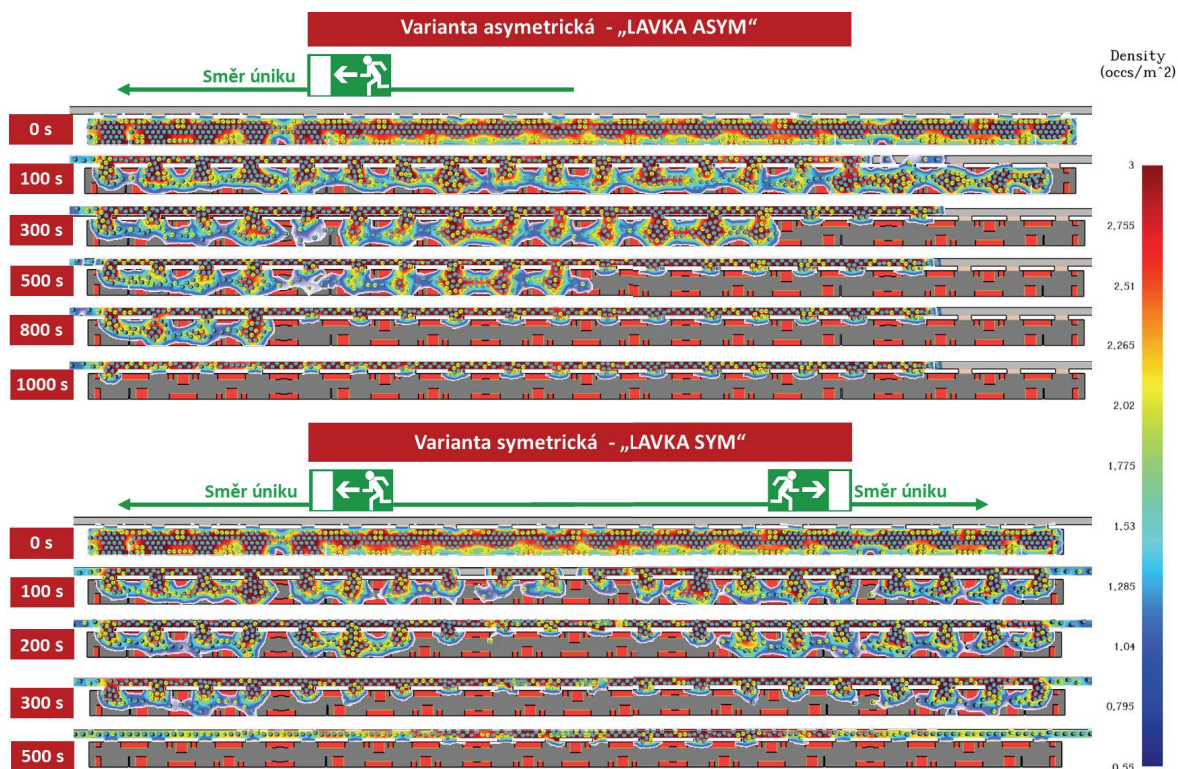 Varianta asymetrická - „LAVKA ASYM“
Density
(occs/m^2)
Směr úniku
0 s
100 s
300 s
500 s
800 s
1000 s
Varianta symetrická - „LAVKA SYM“
Směr úniku
Směr úniku
0 s
100 s
200 s
300 s
500 s
3
2,755
2,51
2,265
2,02
1,775
1,53
1,285
1,04
0,795
0,55